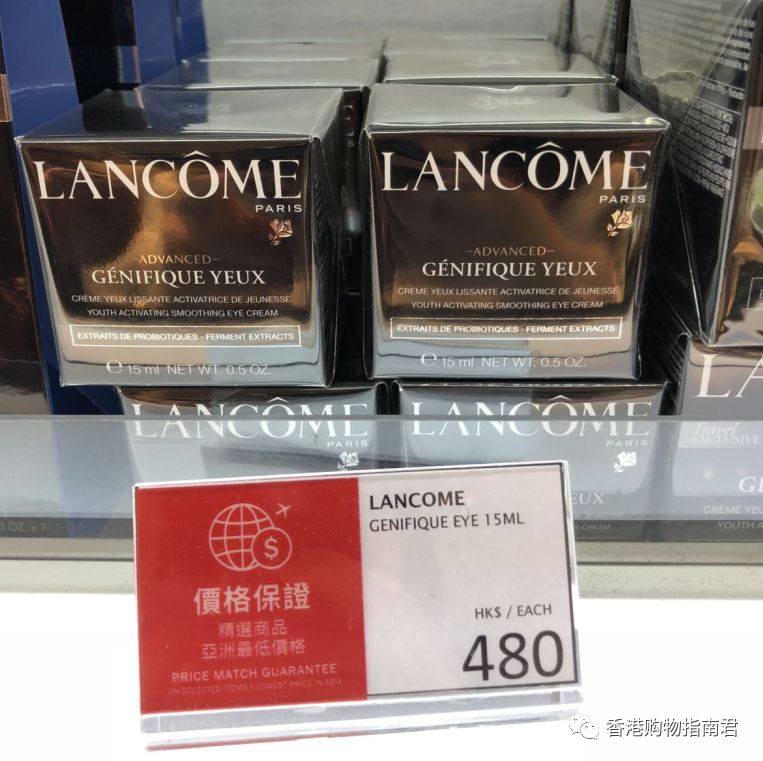 LANCÔME
PARIS
-ADVANCED-
GÉNIFIQUE YEUX
CRÈME YEUX LISSANTE ACTIVATRICE DE JEUNESSE
YOUTH ACTIVATING SMOOTHING EYE CREAM
EXTRAITS DE PROBIOTIQUES - FERMENT EXTRACTS
℮ 15 ml NET WT. 0.5 OZ.
LANCÔME
PARIS
-ADVANCED-
GÉNIFIQUE YEUX
CRÈME YEUX LISSANTE ACTIVATRICE DE JEUNESSE
YOUTH ACTIVATING SMOOTHING EYE CREAM
EXTRAITS DE PROBIOTIQUES - FERMENT EXTRACTS
℮ 15 ml NET WT. 0.5 OZ.
LANCÔME
PARIS
LANCÔME
PARIS
Travel
EXCLUSIVE
YEUX
LANCOME
GENIFIQUE EYE 15ML
HK$ / EACH
480
$
價格保證
精選商品
亞洲最低價格
PRICE MATCH GUARANTEE
ON SELECTED ITEMS • LOWEST PRICE IN ASIA
香港购物指南君